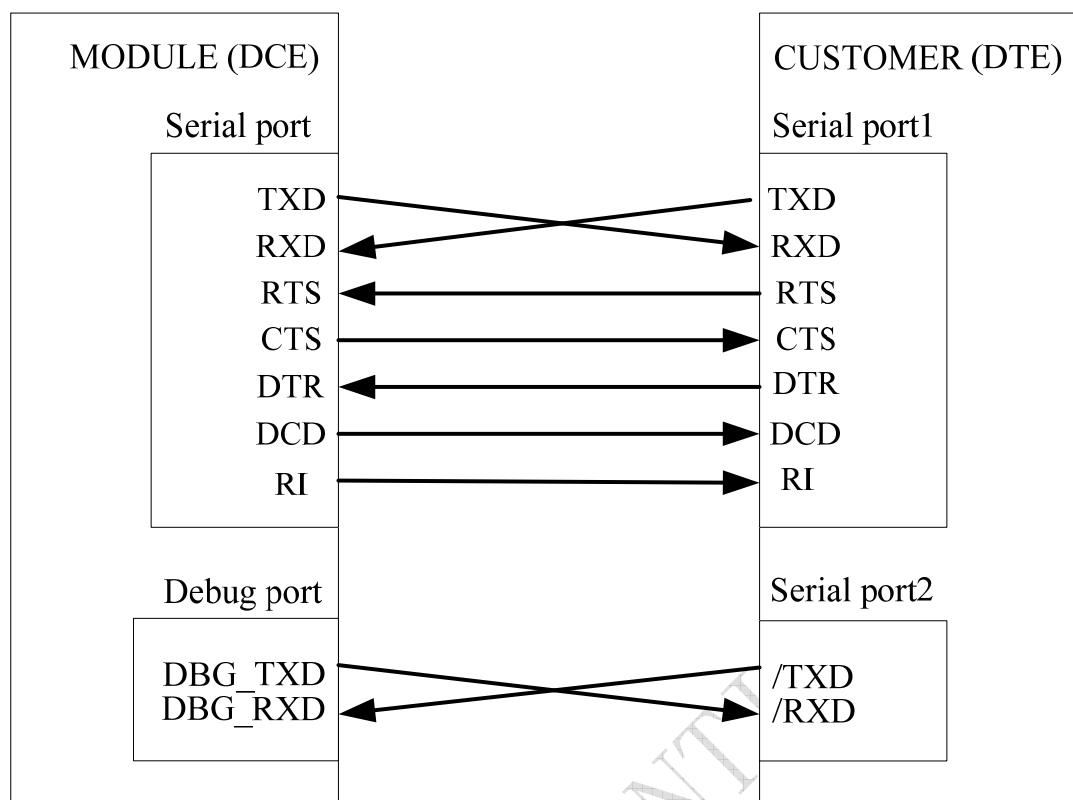 MODULE (DCE)
CUSTOMER (DTE)
Serial port
Serial port1
TXD
TXD
RXD
RXD
RTS
RTS
CTS
CTS
DTR
DTR
DCD
DCD
RI
RI
Debug port
Serial port2
DBG_TXD
/TXD
DBG_RXD
/RXD